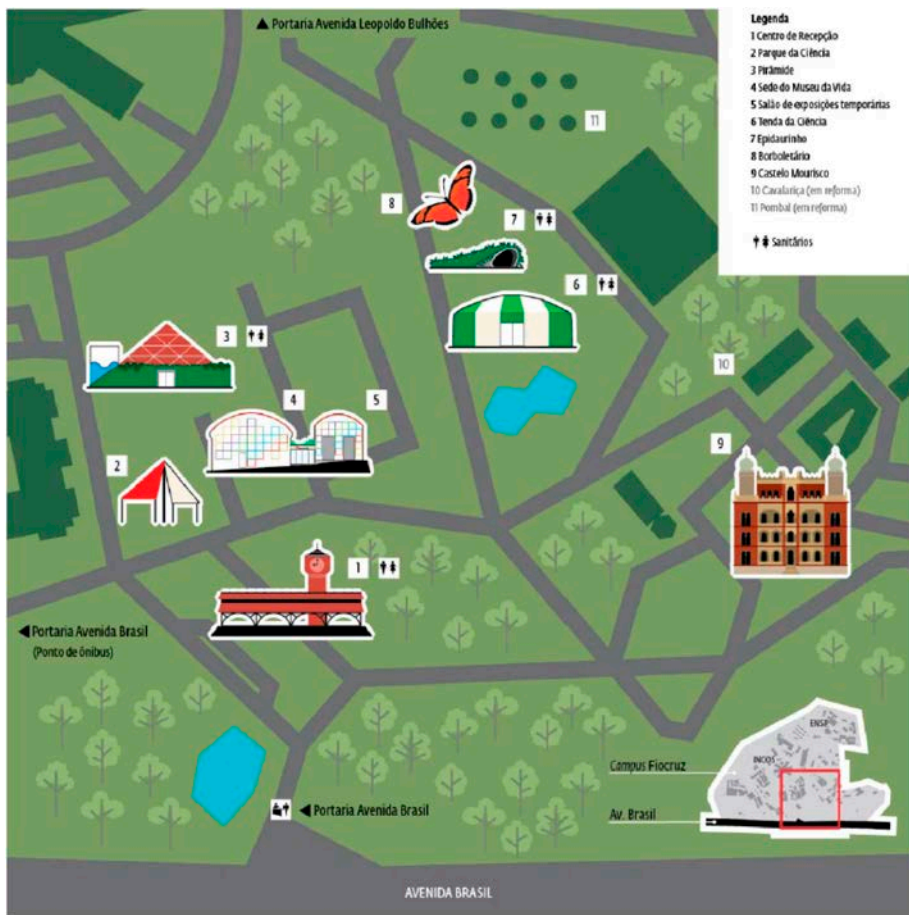 ▲ Portaria Avenida Leopoldo Bulhões
Legenda
1 Centro de Recepção
2 Parque da Ciência
3 Pirâmide
4 Sede do Museu da Vida
5 Salão de exposições temporárias
6 Tenda da Ciência
7 Epidaurinho
8 Borboletário
9 Castelo Mourisco
10 Cavalariça (em reforma)
11 Pombal (em reforma)
Sanitários
11
8
7
6
3
10
4
5
9
2
1
◀ Portaria Avenida Brasil
(Ponto de ônibus)
ENSP
INCQS
Campus Fiocruz
Av. Brasil
◀ Portaria Avenida Brasil
AVENIDA BRASIL